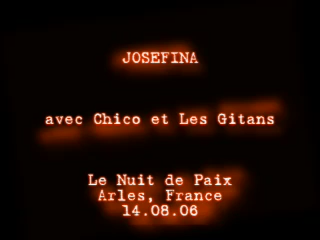 JOSEFINA
avec Chico et Les Gitans
Le Nuit de Paix
Arles, France
14.08.06